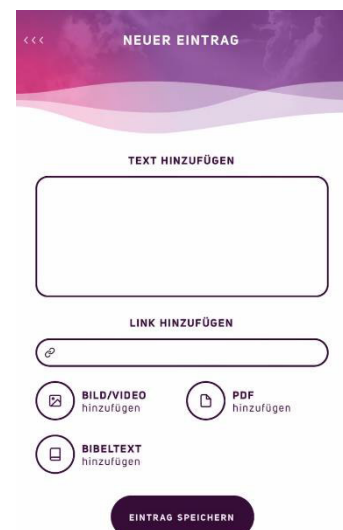 <<< NEUER EINTRAG
TEXT HINZUFÜGEN
LINK HINZUFÜGEN
BILD/VIDEO
hinzufügen
PDF
hinzufügen
BIBELTEXT
hinzufügen
EINTRAG SPEICHERN